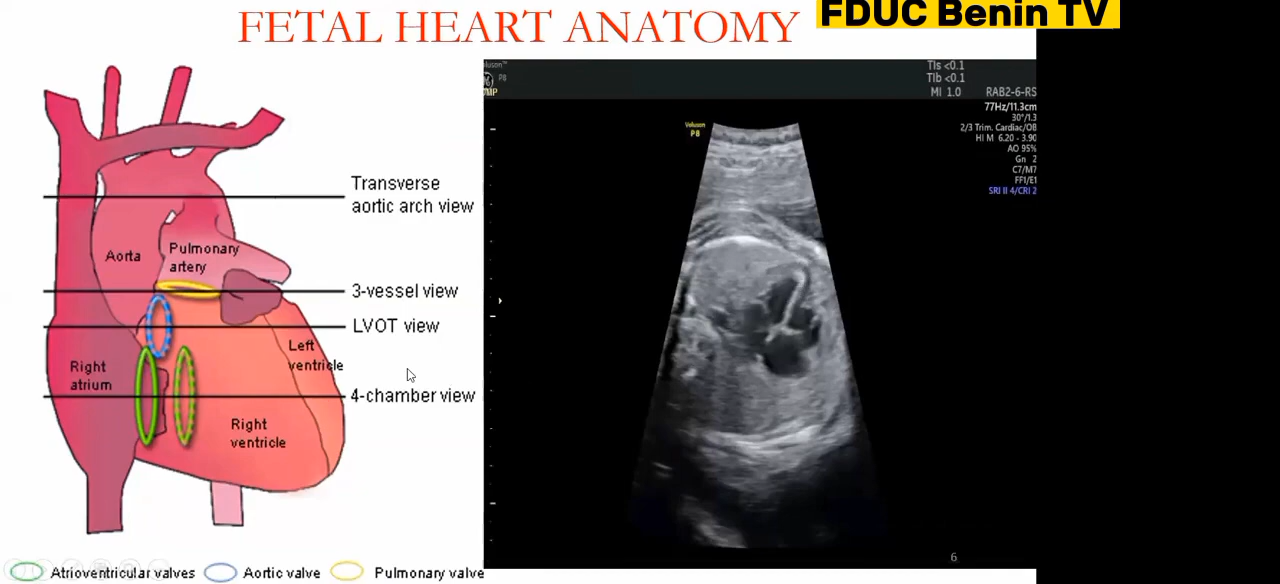 FETAL HEART ANATOMY
FDUC Benin TV
Transverse
aortic arch view
Aorta
Pulmonary
artery
3-vessel view
LVOT view
Left
ventricle
Right
atrium
4-chamber view
Right
ventricle
Atrioventricular valves
Aortic valve
Pulmonary valve
P8
TIs <0.1
TIb <0.1
MI 1.0
RAB2-6-RS
77Hz/11.3cm
30°/1.3
2/3 Trim. Cardiac/OB
HI M 6.20 - 3.90
AO 95%
Gn 2
C7/M7
FF1/E1
SRI II 4/CRI 2
Voluson
P8
6